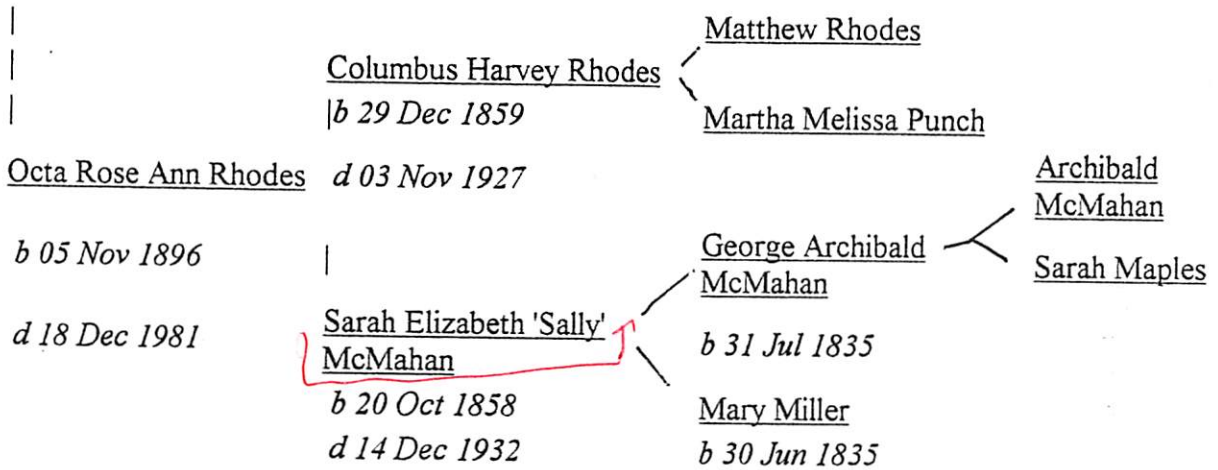 Matthew Rhodes
Columbus Harvey Rhodes
b 29 Dec 1859
Martha Melissa Punch
Octa Rose Ann Rhodes
d 03 Nov 1927
b 05 Nov 1896
d 18 Dec 1981
Archibald
McMahan
George Archibald
McMahan
Sarah Maples
Sarah Elizabeth 'Sally'
McMahan
b 31 Jul 1835
b 20 Oct 1858
d 14 Dec 1932
Mary Miller
b 30 Jun 1835